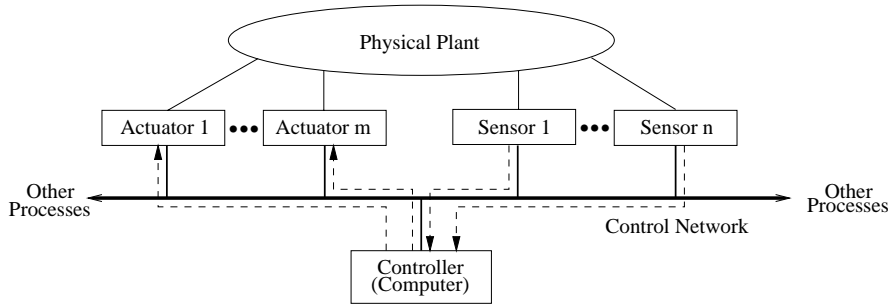 Physical Plant
Actuator 1
Actuator m
Sensor 1
Sensor n
Other
Processes
Other
Processes
Control Network
Controller
(Computer)